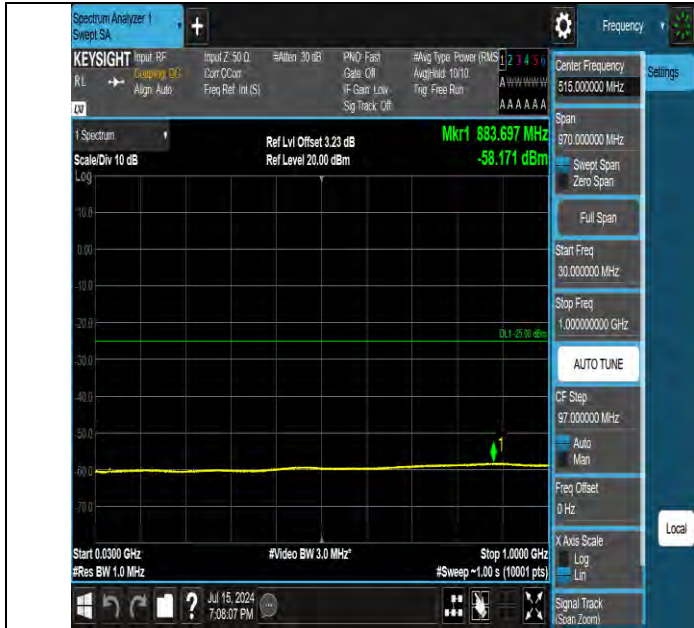 Spectrum Analyzer 1
Swept SA
Frequency
KEYSIGHT
RL
LXI
Input: RF
Coupling: DC
Align: Auto
Input Z: 50 Ω
Corr CCorr
Freq Ref: Int (S)
#Atten: 30 dB
PNO: Fast
Gate: Off
IF Gain: Low
Sig Track: Off
#Avg Type: Power (RMS
Avg|Hold: 10/10
Trig: Free Run
1 2 3 4 5 6
A W W W W W
A A A A A A
1 Spectrum
Scale/Div 10 dB
Ref Lvl Offset 3.23 dB
Ref Level 20.00 dBm
Mkr1 883.697 MHz
-58.171 dBm
Log
10.0
0.00
-10.0
-20.0
-30.0
-40.0
-50.0
-60.0
-70.0
DL1 -25.00 dBm
1
Start 0.0300 GHz
#Res BW 1.0 MHz
#Video BW 3.0 MHz*
Stop 1.0000 GHz
#Sweep ~1.00 s (10001 pts)
Jul 15, 2024
7:08:07 PM
Center Frequency
515.000000 MHz
Settings
Span
970.000000 MHz
Swept Span
Zero Span
Full Span
Start Freq
30.000000 MHz
Stop Freq
1.000000000 GHz
AUTO TUNE
CF Step
97.000000 MHz
Auto
Man
Freq Offset
0 Hz
X Axis Scale
Log
Lin
Local
Signal Track
(Span Zoom)